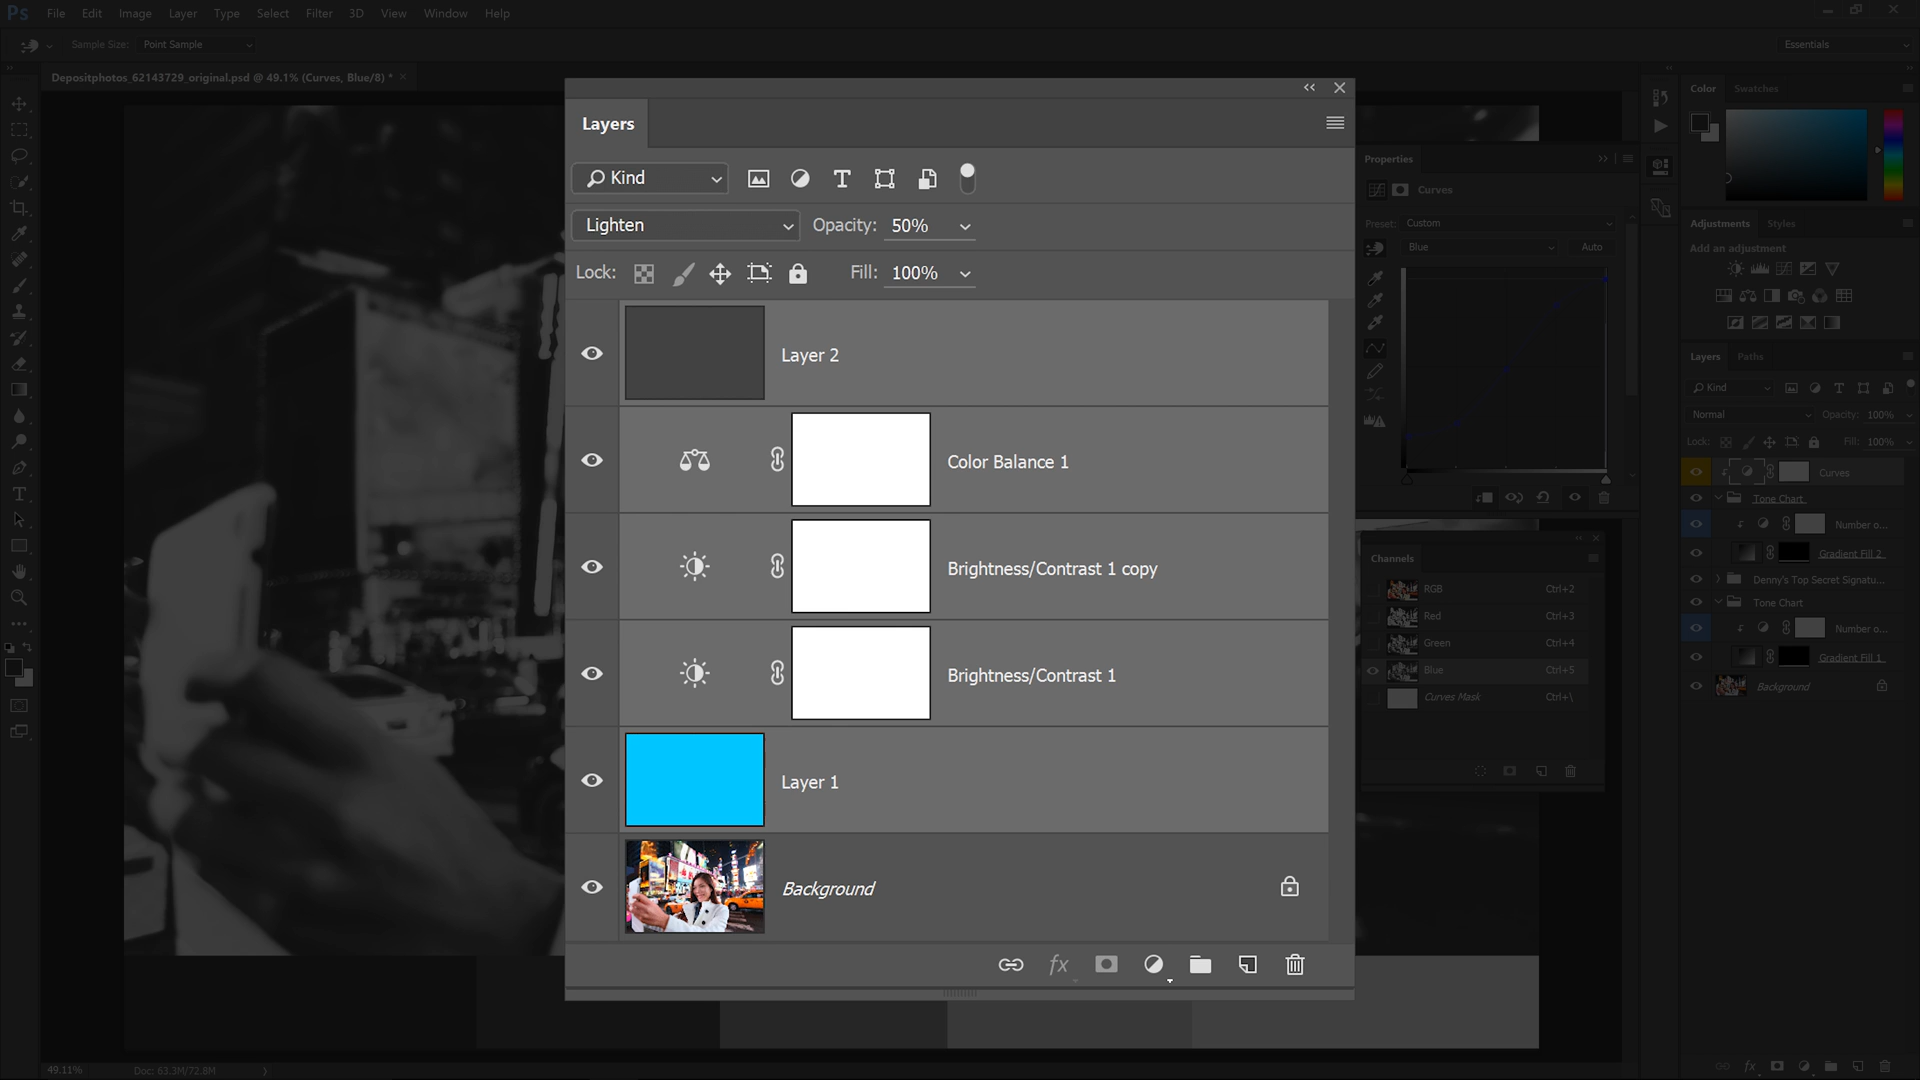 Ps File Edit Image Layer Type Select Filter 3D View Window Help
Sample Size: Point Sample
Essentials
Depositphotos_62143729_original.psd @ 49.1% (Curves, Blue/8) *
Layers
Kind
Lighten Opacity: 50%
Lock: Fill: 100%
Layer 2
Color Balance 1
Brightness/Contrast 1 copy
Brightness/Contrast 1
Layer 1
Background
fx
Properties
Curves
Preset: Custom
Blue Auto
Channels
RGB Ctrl+2
Red Ctrl+3
Green Ctrl+4
Blue Ctrl+5
Curves Mask Ctrl+\
Color Swatches
Adjustments Styles
Add an adjustment
Layers Paths
Kind
Normal Opacity: 100%
Lock: Fill: 100%
Curves
Tone Chart
Number o...
Gradient Fill 2
Denny's Top Secret Signatu...
Tone Chart
Number o...
Gradient Fill 1
Background
fx
49.11% Doc: 63.3M/72.8M